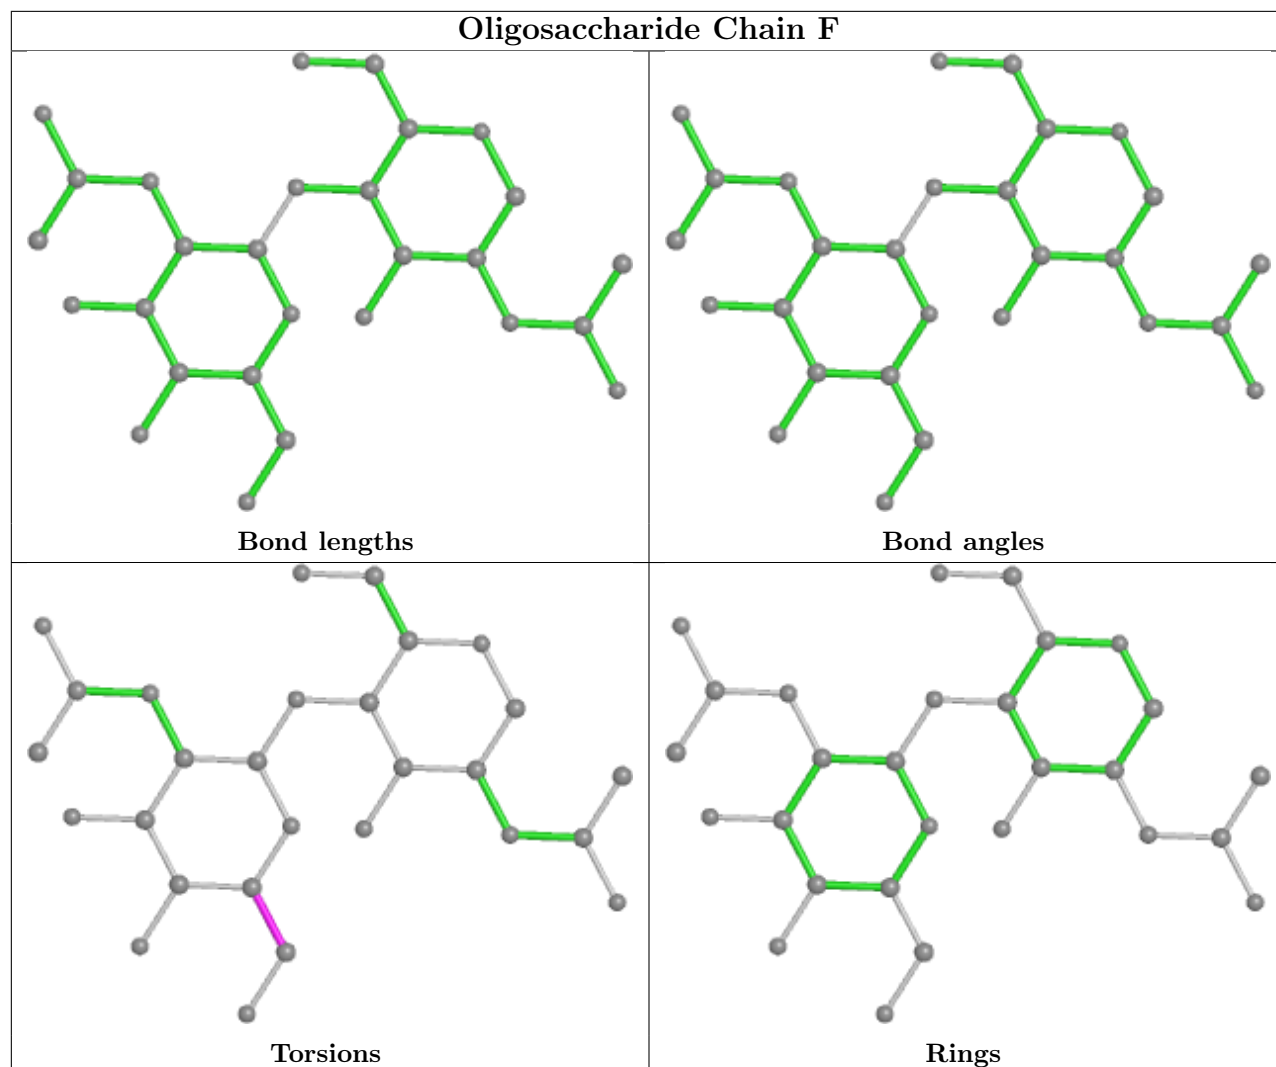 Oligosaccharide Chain F
Bond lengths
Bond angles
Torsions
Rings